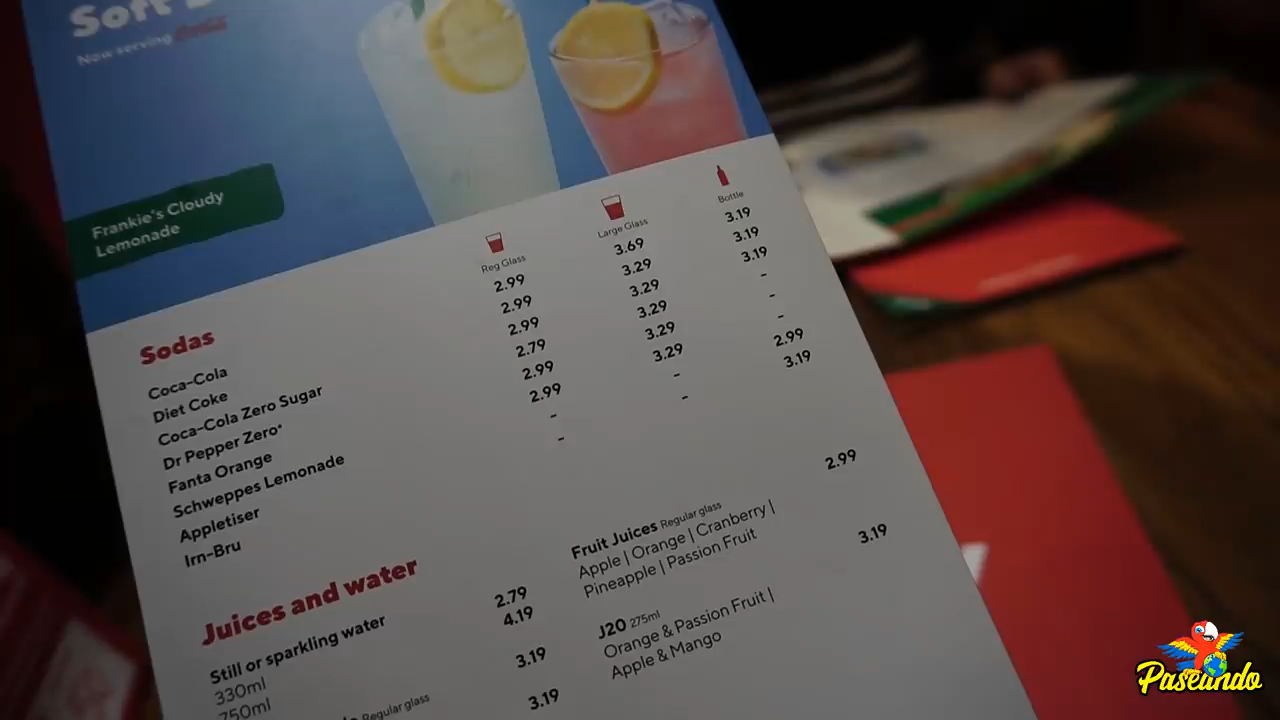 Soft
Now serving Coca-Cola
Frankie's Cloudy
Lemonade
Reg Glass Large Glass Bottle
Sodas
Coca-Cola 2.99 3.69 3.19
Diet Coke 2.99 3.29 3.19
Coca-Cola Zero Sugar 2.99 3.29 3.19
Dr Pepper Zero* 2.79 3.29 -
Fanta Orange 2.99 3.29 -
Schweppes Lemonade 2.99 3.29 -
Appletiser - - 2.99
Irn-Bru - - 3.19
Juices and water
Still or sparkling water
330ml 2.79
750ml 4.19
3.19
Regular glass 3.19
Fruit Juices Regular glass 2.99
Apple | Orange | Cranberry |
Pineapple | Passion Fruit
J20 275ml 3.19
Orange & Passion Fruit |
Apple & Mango
Paseando